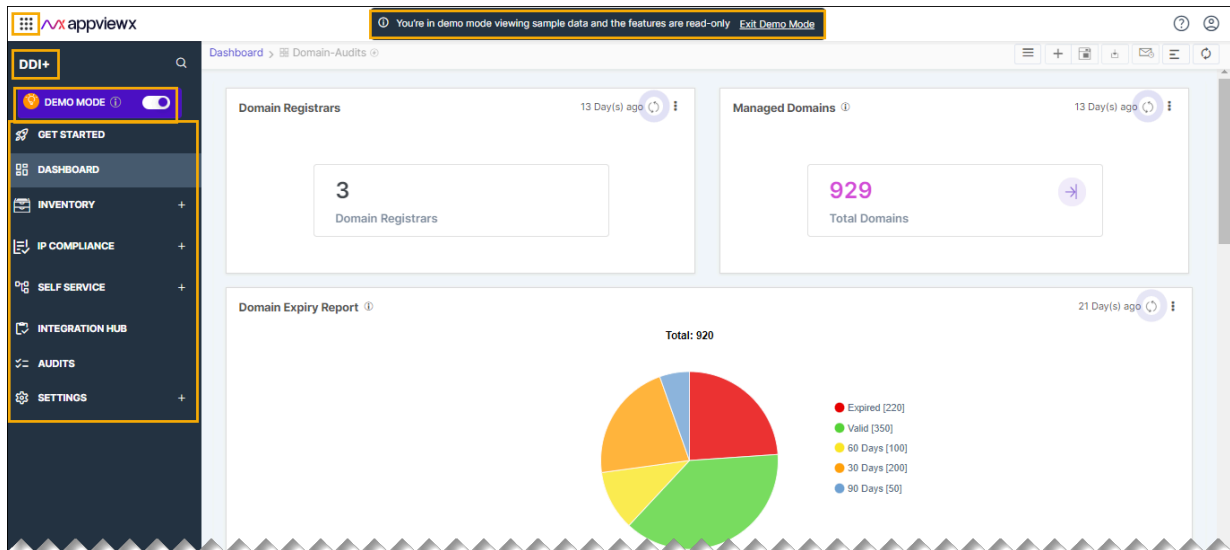 appviewx
You're in demo mode viewing sample data and the features are read-only Exit Demo Mode
DDI+
Dashboard > Domain-Audits
DEMO MODE
GET STARTED
DASHBOARD
INVENTORY +
IP COMPLIANCE +
SELF SERVICE +
INTEGRATION HUB
AUDITS
SETTINGS +
Domain Registrars 13 Day(s) ago
3
Domain Registrars
Managed Domains 13 Day(s) ago
929
Total Domains
Domain Expiry Report 21 Day(s) ago
Total: 920
Expired [220]
Valid [350]
60 Days [100]
30 Days [200]
90 Days [50]